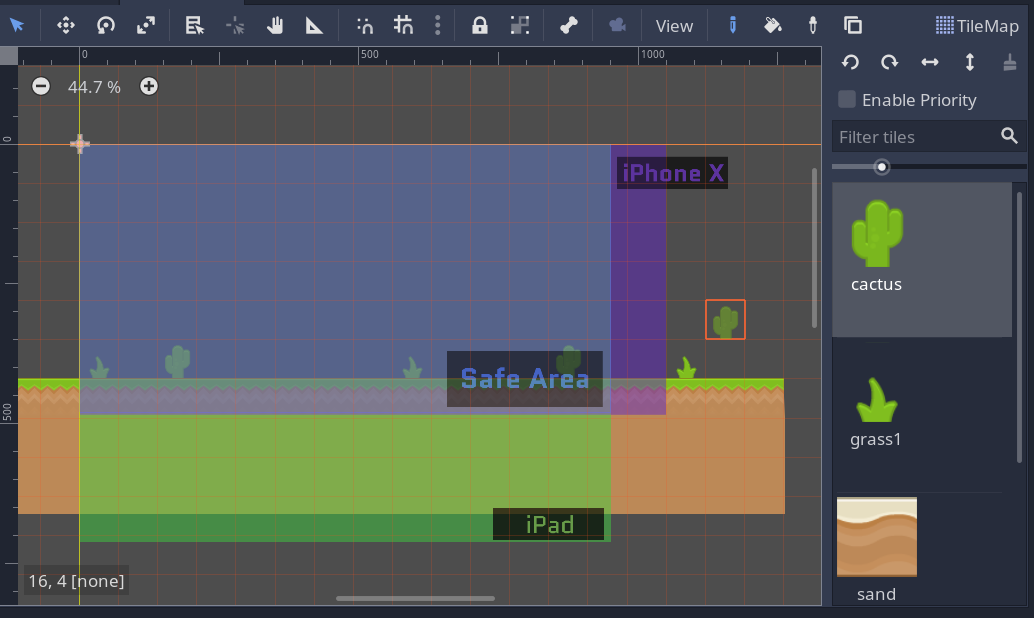 View
TileMap
0
500
1000
44.7 %
Enable Priority
0
Filter tiles
iPhone X
cactus
Safe Area
500
grass1
iPad
16, 4 [none]
sand